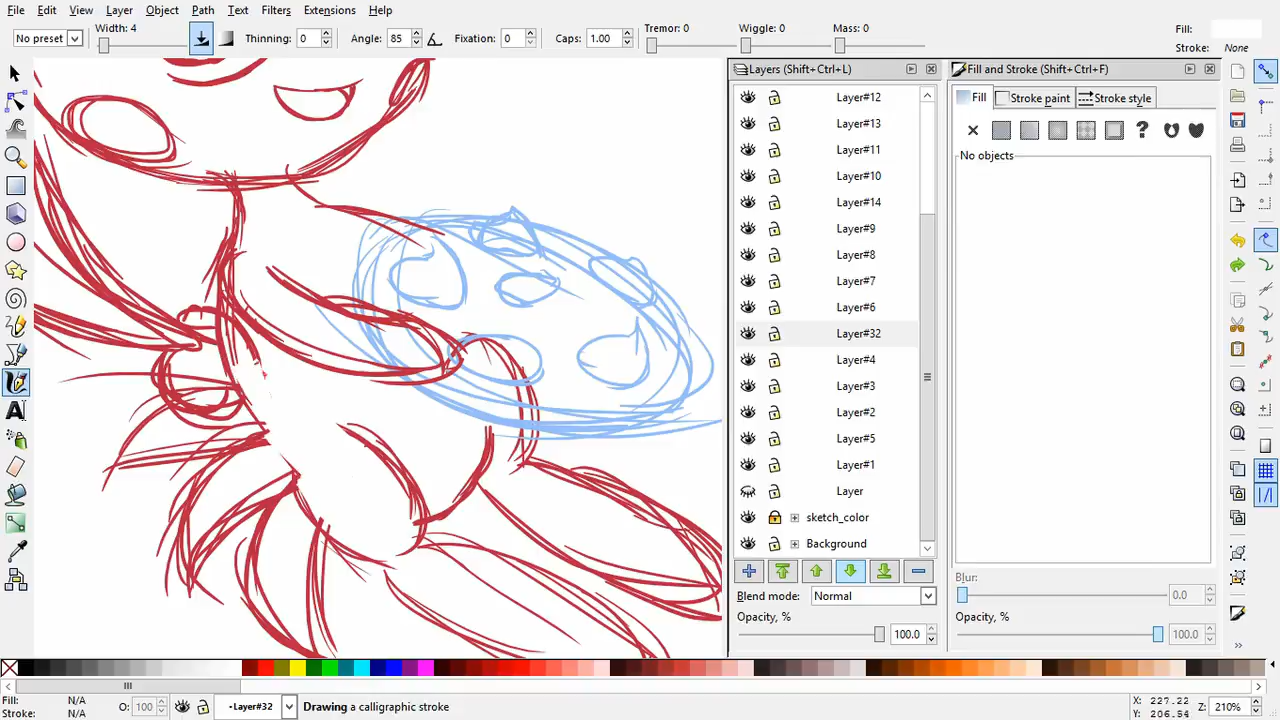 File Edit View Layer Object Path Filters Text Extensions Help
No preset Width: 4 Thinning: 0 Angle: 85 Fixation: 0 Caps: 1.00 Tremor: 0 Wiggle: 0 Mass: 0 Fill:
Stroke: None
Layers (Shift+Ctrl+L)
Layer#12
Layer#13
Layer#11
Layer#10
Layer#14
Layer#9
Layer#8
Layer#7
Layer#6
Layer#32
Layer#4
Layer#3
Layer#2
Layer#5
Layer#1
Layer
sketch_color
Background
Blend mode: Normal
Opacity, %
100.0
Fill and Stroke (Shift+Ctrl+F)
Fill Stroke paint Stroke style
?
No objects
Blur:
0.0
Opacity, %
100.0
Fill: N/A
Stroke: N/A
O: 100
•Layer#32
Drawing a calligraphic stroke
X: 227.22
Y: 206.54
Z: 210%